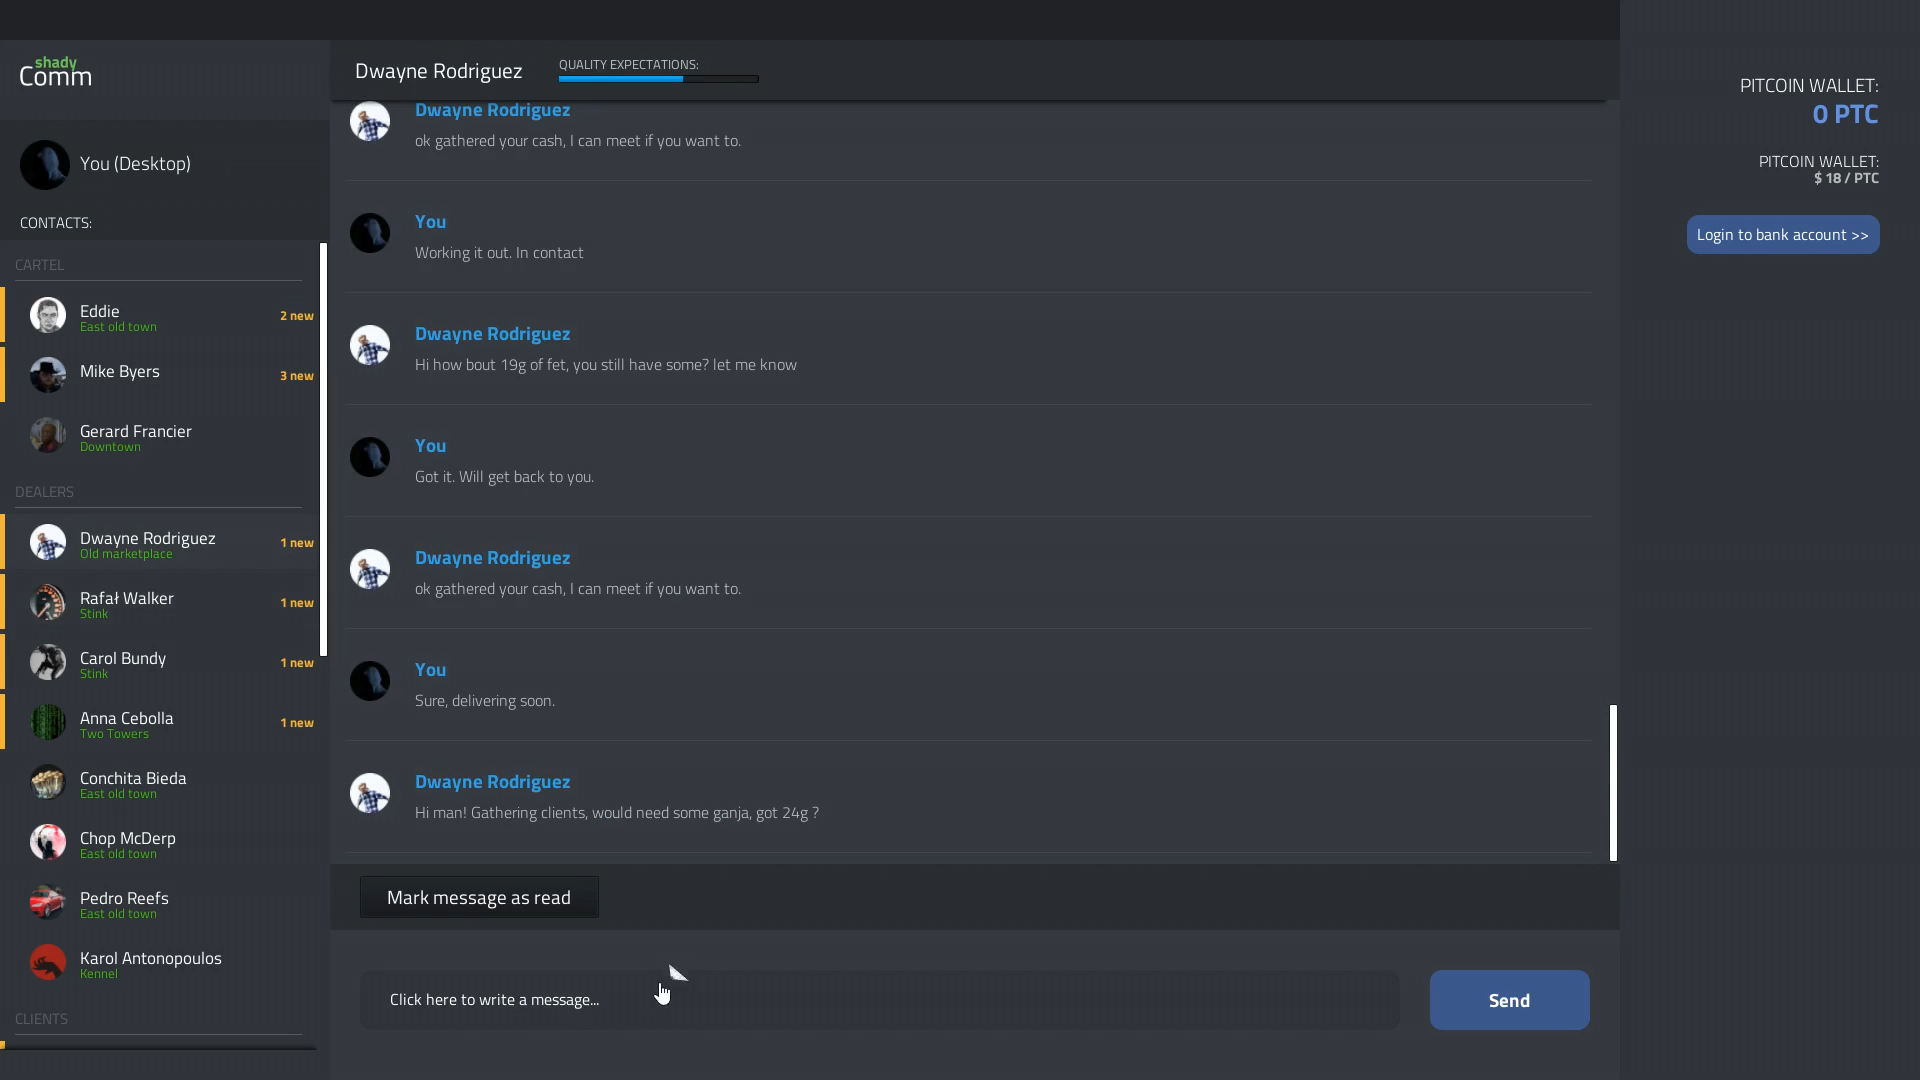 shady
Comm
You (Desktop)
CONTACTS:
CARTEL
Eddie
East old town
2 new
Mike Byers
3 new
Gerard Francier
Downtown
DEALERS
Dwayne Rodriguez
Old marketplace
1 new
Rafał Walker
Stink
1 new
Carol Bundy
Stink
1 new
Anna Cebolla
Two Towers
1 new
Conchita Bieda
East old town
Chop McDerp
East old town
Pedro Reefs
East old town
Karol Antonopoulos
Kennel
CLIENTS
Dwayne Rodriguez
QUALITY EXPECTATIONS:
Dwayne Rodriguez
ok gathered your cash, I can meet if you want to.
You
Working it out. In contact
Dwayne Rodriguez
Hi how bout 19g of fet, you still have some? let me know
You
Got it. Will get back to you.
Dwayne Rodriguez
ok gathered your cash, I can meet if you want to.
You
Sure, delivering soon.
Dwayne Rodriguez
Hi man! Gathering clients, would need some ganja, got 24g ?
Mark message as read
Click here to write a message...
Send
PITCOIN WALLET:
0 PTC
PITCOIN WALLET:
$ 18 / PTC
Login to bank account >>